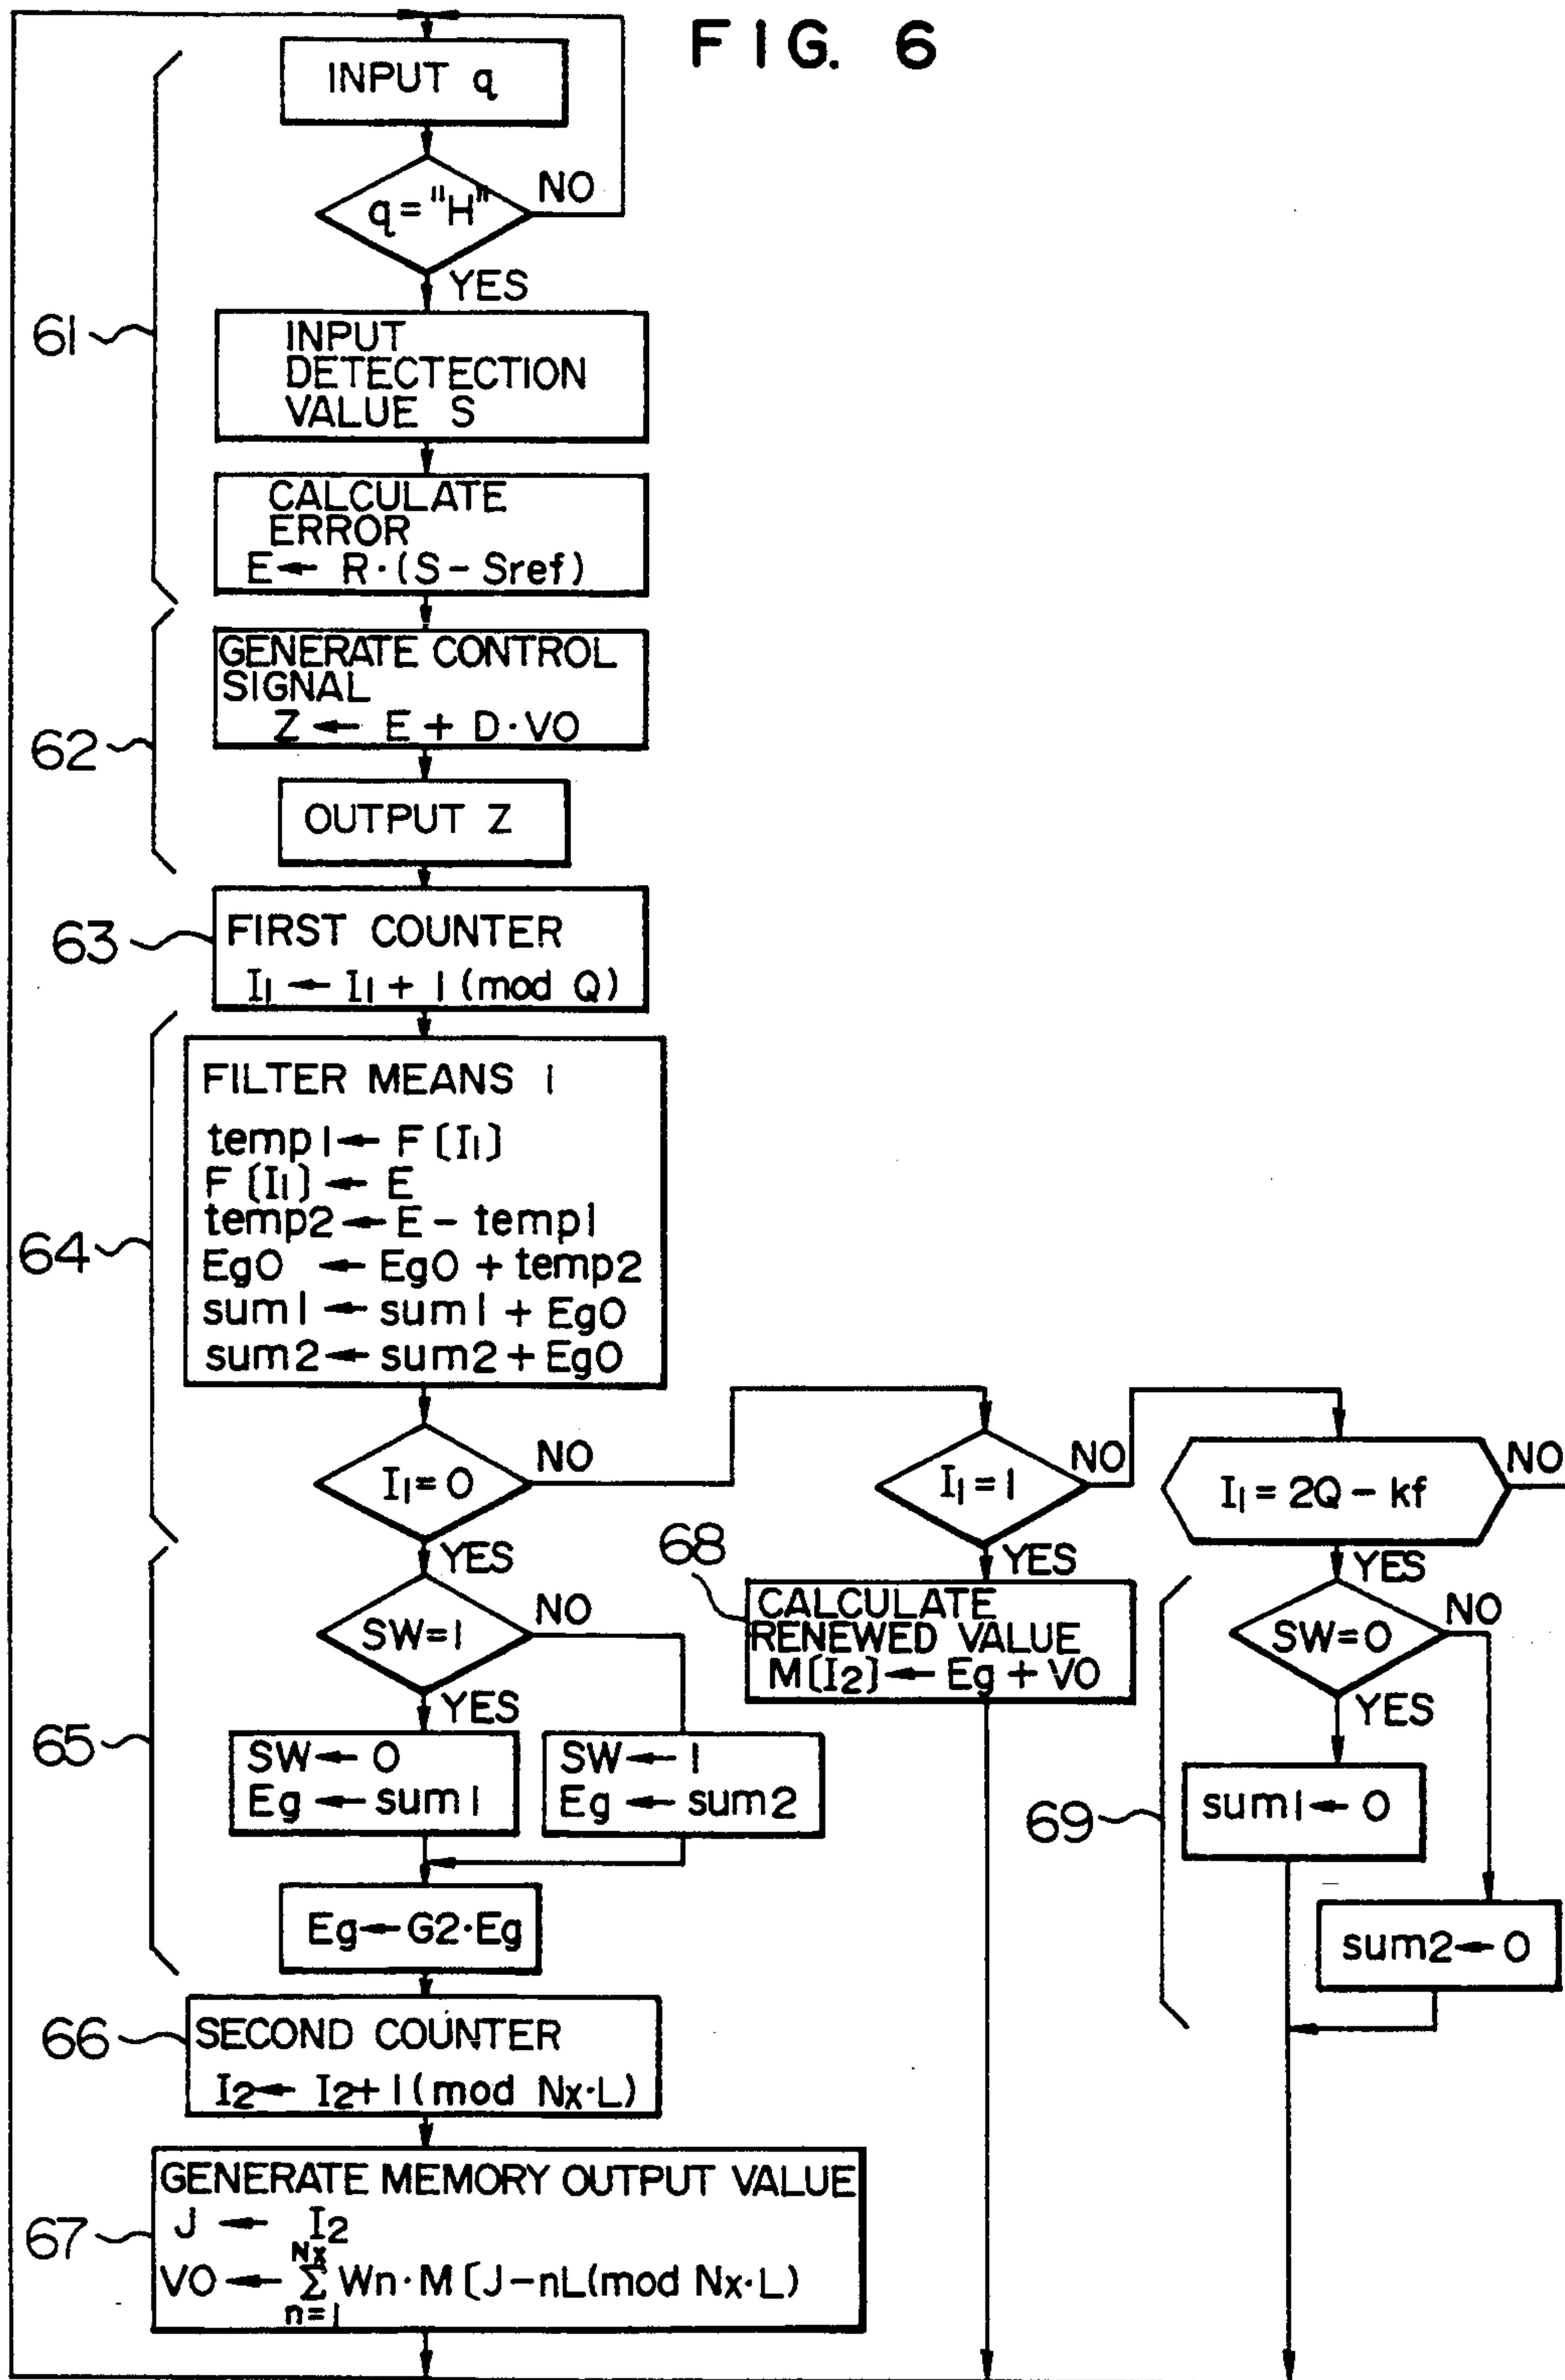 FIG. 6
INPUT q
q="H"
NO
YES
61
INPUT
DETECTECTION
VALUE S
CALCULATE
ERROR
E← R·(S-Sref)
62
GENERATE CONTROL
SIGNAL
Z ← E + D·VO
OUTPUT Z
63
FIRST COUNTER
I1 ← I1 + 1 (mod Q)
64
FILTER MEANS 1
temp1 ← F[I1]
F[I1] ← E
temp2 ← E - temp1
Eg0 ← Eg0 + temp2
sum1 ← sum1 + Eg0
sum2 ← sum2 + Eg0
I1=0
NO
I1=1
NO
I1=2Q-kf
NO
YES
68
YES
YES
65
SW=1
NO
CALCULATE
RENEWED VALUE
M[I2] ← Eg + VO
SW=0
NO
YES
YES
SW ← 0
Eg ← sum1
SW ← 1
Eg ← sum2
69
sum1 ← 0
Eg ← G2·Eg
sum2 ← 0
66
SECOND COUNTER
I2 ← I2+1(mod Nx·L)
67
GENERATE MEMORY OUTPUT VALUE
J ← I2
Nx
VO ← Σ Wn·M[J-nL(mod Nx·L)
n=1